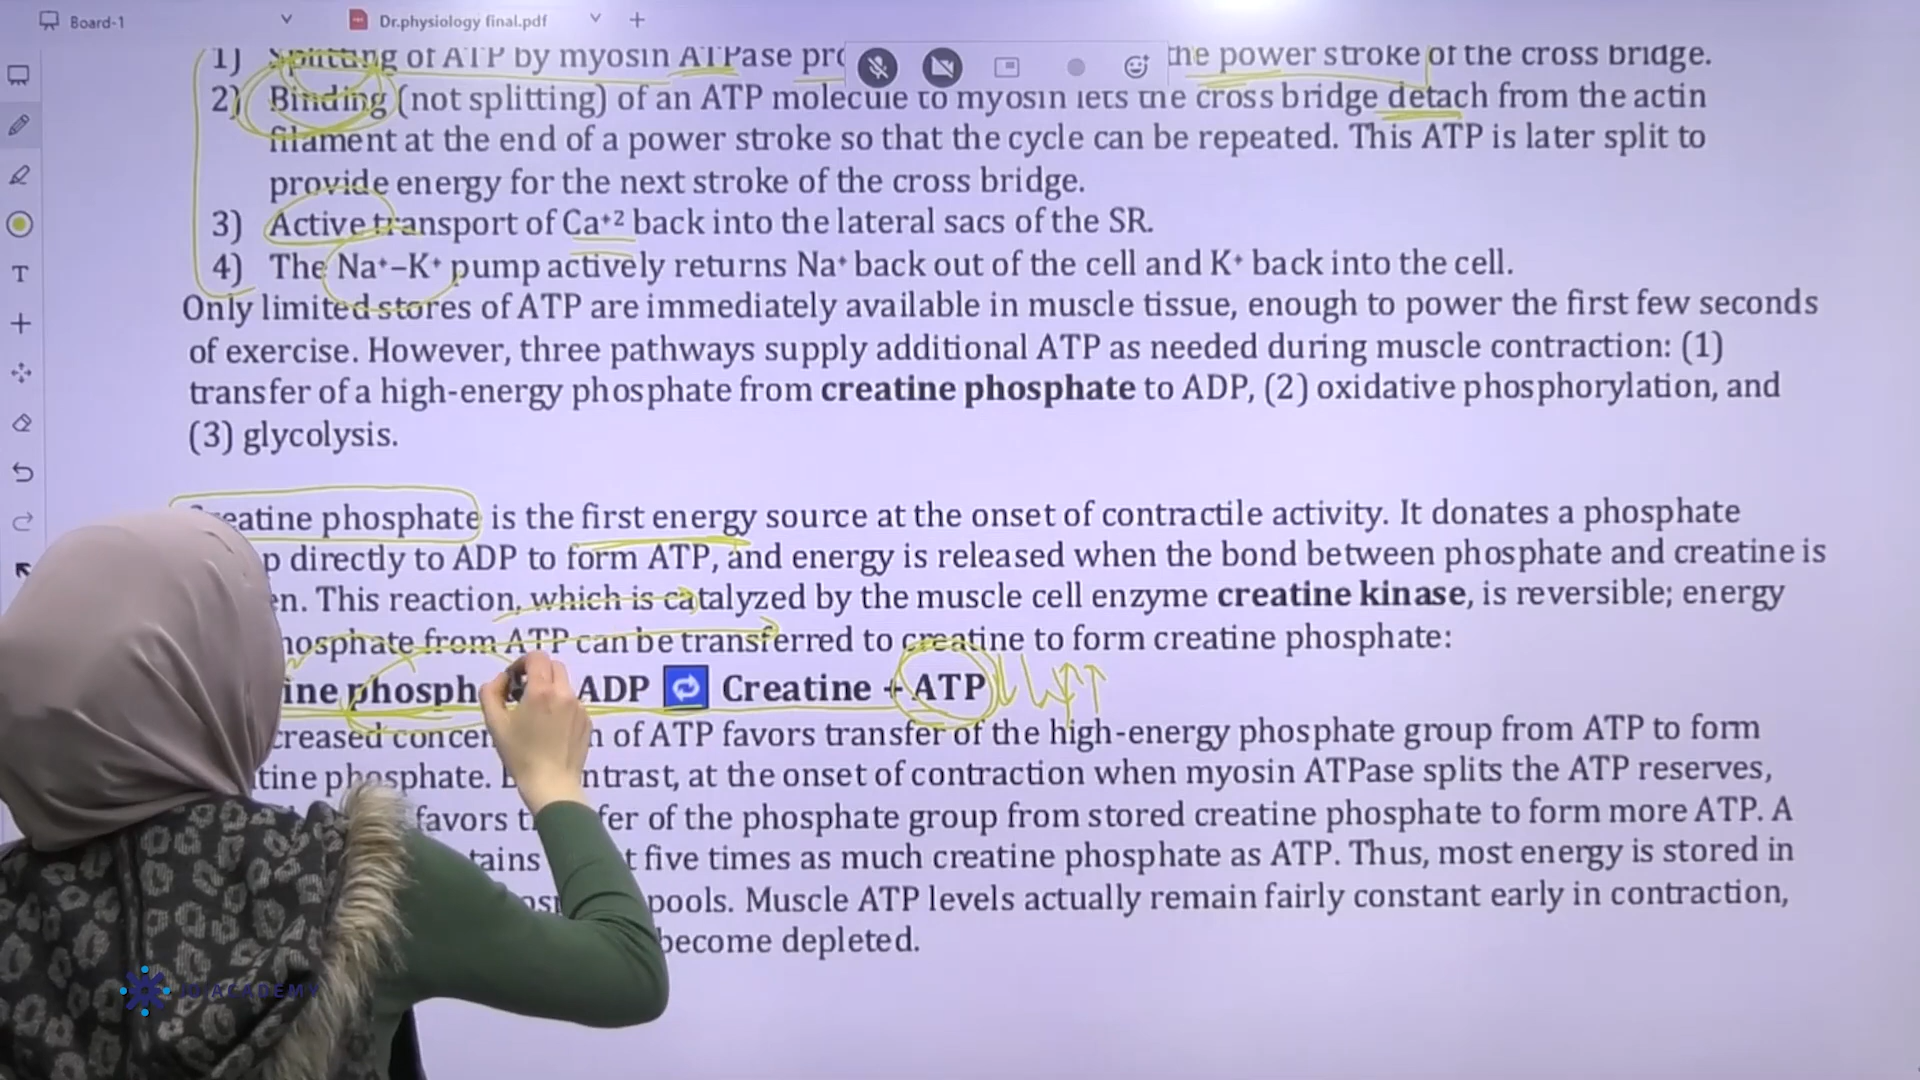 Board-1
Dr.physiology final.pdf
1) Splitting of ATP by myosin ATPase the power stroke of the cross bridge.
2) Binding (not splitting) of an ATP molecule to myosin lets the cross bridge detach from the actin
filament at the end of a power stroke so that the cycle can be repeated. This ATP is later split to
provide energy for the next stroke of the cross bridge.
3) Active transport of Ca+2 back into the lateral sacs of the SR.
4) The Na+–K+ pump actively returns Na+ back out of the cell and K+ back into the cell.
T
Only limited stores of ATP are immediately available in muscle tissue, enough to power the first few seconds
of exercise. However, three pathways supply additional ATP as needed during muscle contraction: (1)
transfer of a high-energy phosphate from creatine phosphate to ADP, (2) oxidative phosphorylation, and
(3) glycolysis.
Creatine phosphate is the first energy source at the onset of contractile activity. It donates a phosphate
directly to ADP to form ATP, and energy is released when the bond between phosphate and creatine is
This reaction, which is catalyzed by the muscle cell enzyme creatine kinase, is reversible; energy
phosphate from ATP can be transferred to creatine to form creatine phosphate:
ADP Creatine + ATP
of ATP favors transfer of the high-energy phosphate group from ATP to form
phosphate. at the onset of contraction when myosin ATPase splits the ATP reserves,
favors of the phosphate group from stored creatine phosphate to form more ATP. A
five times as much creatine phosphate as ATP. Thus, most energy is stored in
pools. Muscle ATP levels actually remain fairly constant early in contraction,
become depleted.
ACADEMY